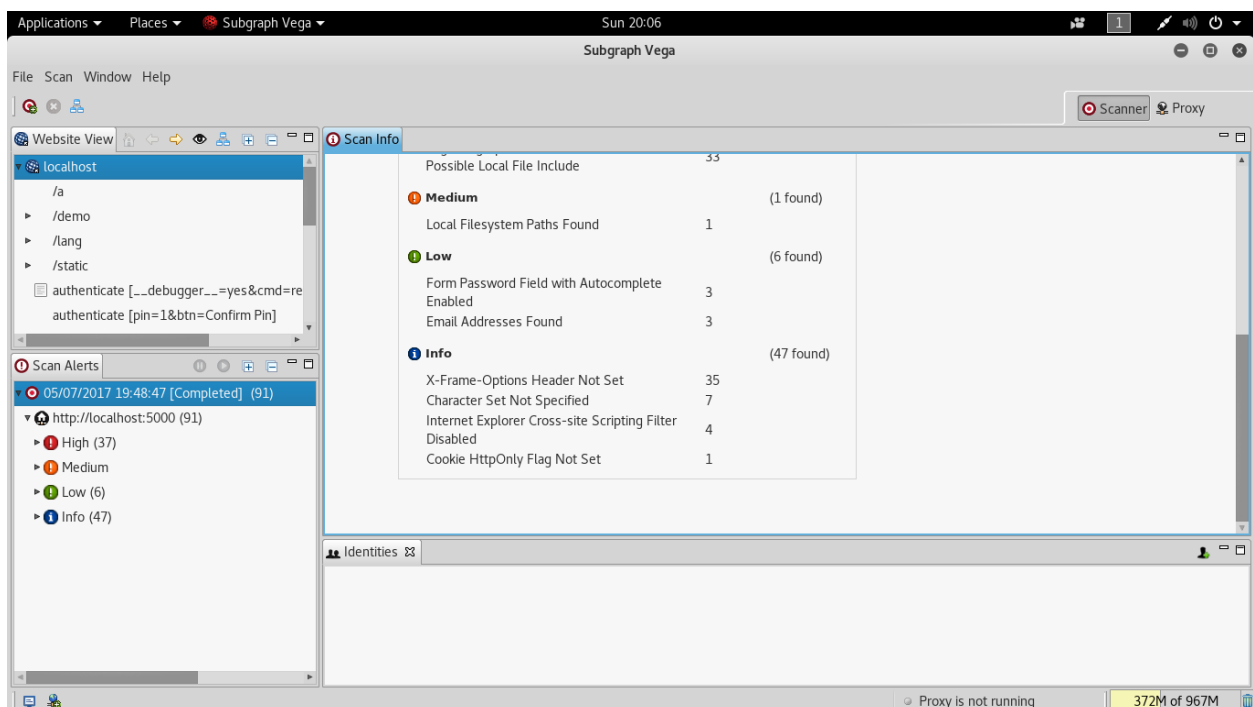 Applications Places Subgraph Vega Sun 20:06 1
Subgraph Vega
File Scan Window Help
Scanner Proxy
Website View
localhost
/a
/demo
/lang
/static
authenticate [__debugger__=yes&cmd=re
authenticate [pin=1&btn=Confirm Pin]
Scan Alerts
05/07/2017 19:48:47 [Completed] (91)
http://localhost:5000 (91)
High (37)
Medium
Low (6)
Info (47)
Scan Info
33
Possible Local File Include
Medium (1 found)
Local Filesystem Paths Found 1
Low (6 found)
Form Password Field with Autocomplete
Enabled 3
Email Addresses Found 3
Info (47 found)
X-Frame-Options Header Not Set 35
Character Set Not Specified 7
Internet Explorer Cross-site Scripting Filter
Disabled 4
Cookie HttpOnly Flag Not Set 1
Identities
Proxy is not running 372M of 967M